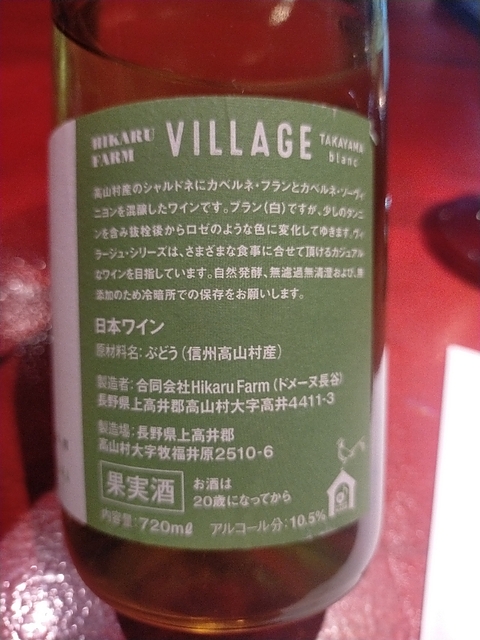 HIKARU FARM VILLAGE TAKAYAMA blanc
高山村産のシャルドネにカベルネ・フランとカベルネ・ソーヴィ
ニヨンを混醸したワインです。ブラン(白)ですが、少しのタンニ
ンを含み抜栓後からロゼのような色に変化してゆきます。ヴィ
ラージュ・シリーズは、さまざまな食事に合せて頂けるカジュアル
なワインを目指しています。自然発酵、無濾過無清澄および、無
添加のため冷暗所での保存をお願いします。
日本ワイン
原材料名:ぶどう(信州高山村産)
製造者:合同会社Hikaru Farm(ドメーヌ長谷)
長野県上高井郡高山村大字高井4411-3
製造場:長野県上高井郡
高山村大字牧福井原2510-6
果実酒
お酒は
20歳になってから
内容量:720mℓ アルコール分:10.5%